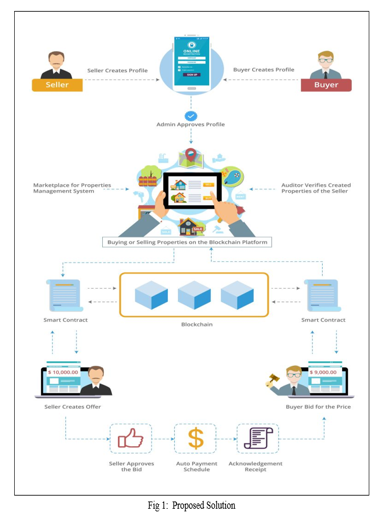 Seller Creates Profile
Buyer Creates Profile
ONLINE
SIGN UP
Seller
Buyer
Admin Approves Profile
Marketplace for Properties
Management System
Auditor Verifies Created
Properties of the Seller
Buying or Selling Properties on the Blockchain Platform
Smart Contract
Blockchain
Smart Contract
$ 10,000.00
$ 9,000.00
Seller Creates Offer
Buyer Bid for the Price
Seller Approves
the Bid
Auto Payment
Schedule
Acknowledgement
Receipt
Fig 1: Proposed Solution